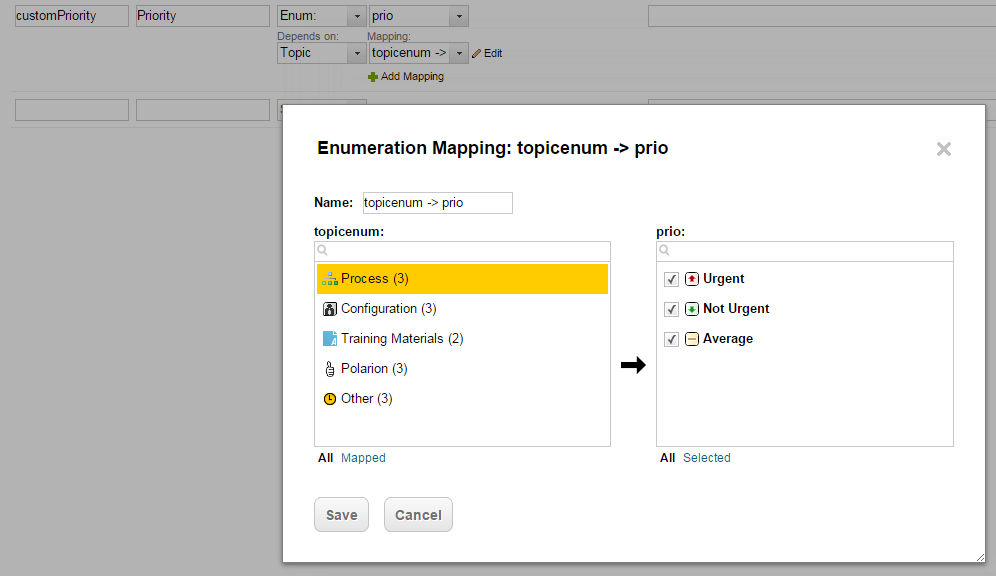 customPriority Priority Enum: prio
Depends on: Mapping:
Topic topicenum -> Edit
Add Mapping
Enumeration Mapping: topicenum -> prio
Name: topicenum -> prio
topicenum: prio:
Process (3) Urgent
Configuration (3) Not Urgent
Training Materials (2) Average
Polarion (3)
Other (3)
All Mapped All Selected
Save Cancel